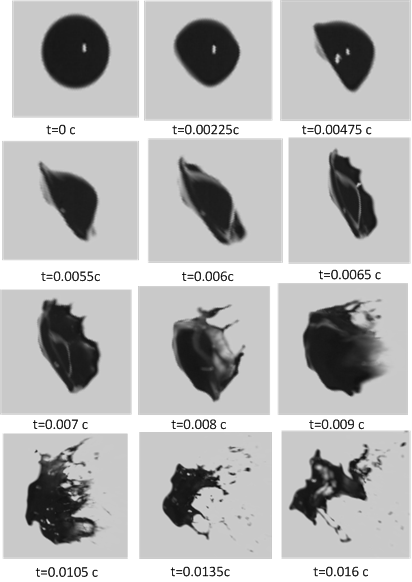 t=0 c
t=0.00225c
t=0.00475 c
t=0.0055c
t=0.006c
t=0.0065 c
t=0.007 c
t=0.008 c
t=0.009 c
t=0.0105 c
t=0.0135c
t=0.016 c